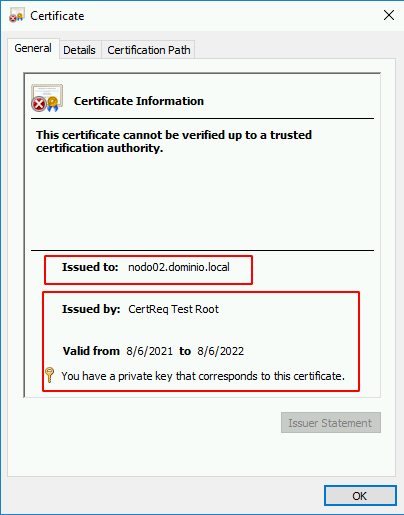 Certificate
General
Details
Certification Path
Certificate Information
This certificate cannot be verified up to a trusted
certification authority.
Issued to: nodo02.dominio.local
Issued by: CertReq Test Root
Valid from 8/6/2021 to 8/6/2022
You have a private key that corresponds to this certificate.
Issuer Statement
OK